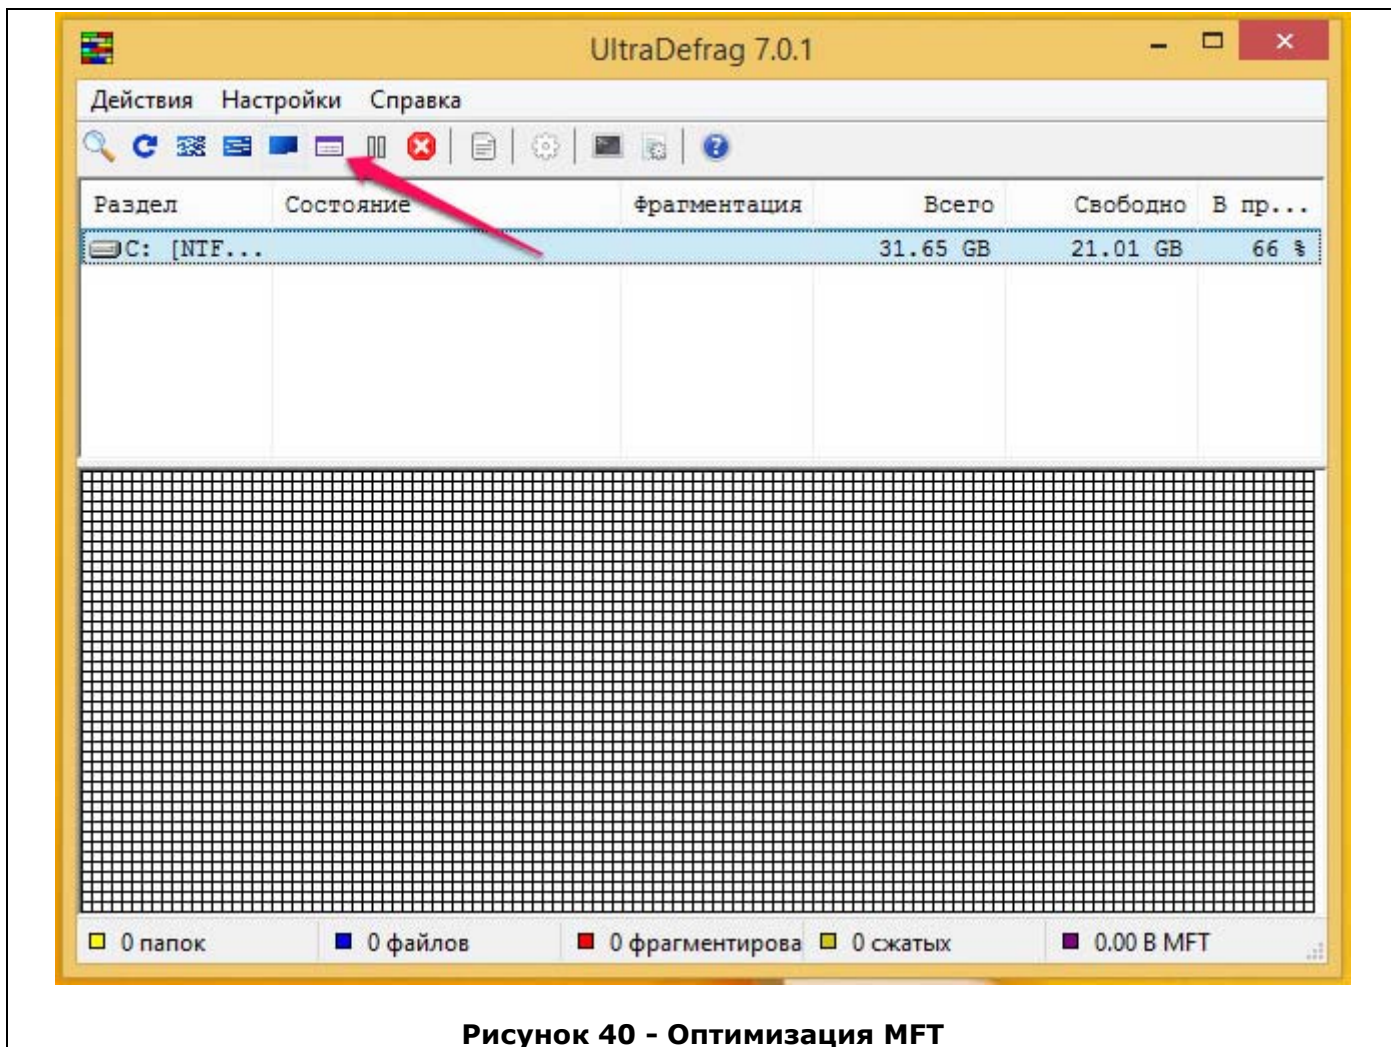 UltraDefrag 7.0.1
Действия Настройки Справка
Раздел Состояние Фрагментация Всего Свободно В пр...
C: [NTF... 31.65 GB 21.01 GB 66 %
0 папок 0 файлов 0 фрагментирова 0 сжатых 0.00 B MFT
Рисунок 40 - Оптимизация MFT